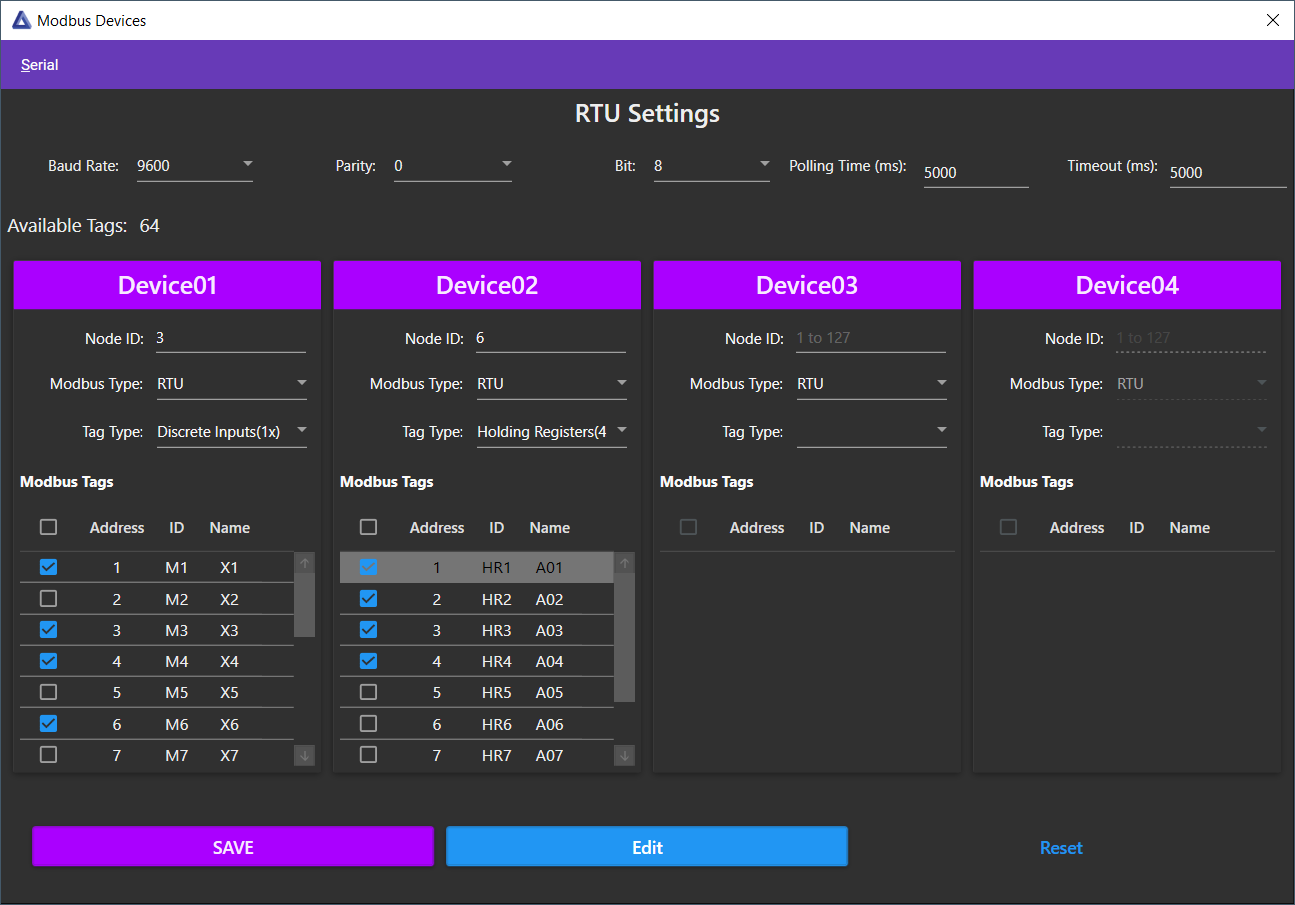 Modbus Devices
Serial
RTU Settings
Baud Rate: 9600 Parity: 0 Bit: 8 Polling Time (ms): 5000 Timeout (ms): 5000
Available Tags: 64
Device01 Device02 Device03 Device04
Node ID: 3 Node ID: 6 Node ID: 1 to 127 Node ID: 1 to 127
Modbus Type: RTU Modbus Type: RTU Modbus Type: RTU Modbus Type: RTU
Tag Type: Discrete Inputs(1x) Tag Type: Holding Registers(4 Tag Type: Tag Type:
Modbus Tags Modbus Tags Modbus Tags Modbus Tags
Address ID Name Address ID Name Address ID Name Address ID Name
1 M1 X1 1 HR1 A01
2 M2 X2 2 HR2 A02
3 M3 X3 3 HR3 A03
4 M4 X4 4 HR4 A04
5 M5 X5 5 HR5 A05
6 M6 X6 6 HR6 A06
7 M7 X7 7 HR7 A07
SAVE Edit Reset